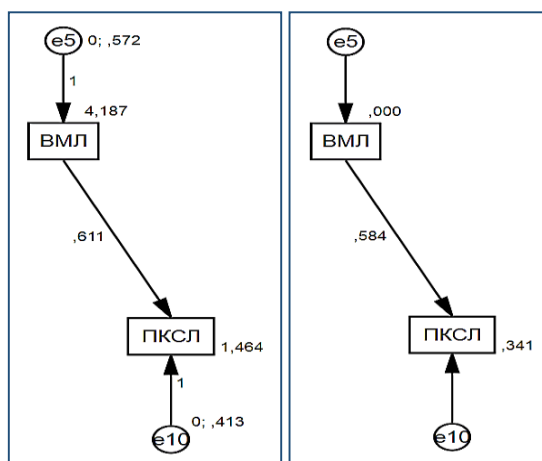 e5 0; ,572
1
4,187
ВМЛ
,611
ПКСЛ
1,464
1
0; ,413
e10
e5
,000
ВМЛ
,584
ПКСЛ
,341
e10